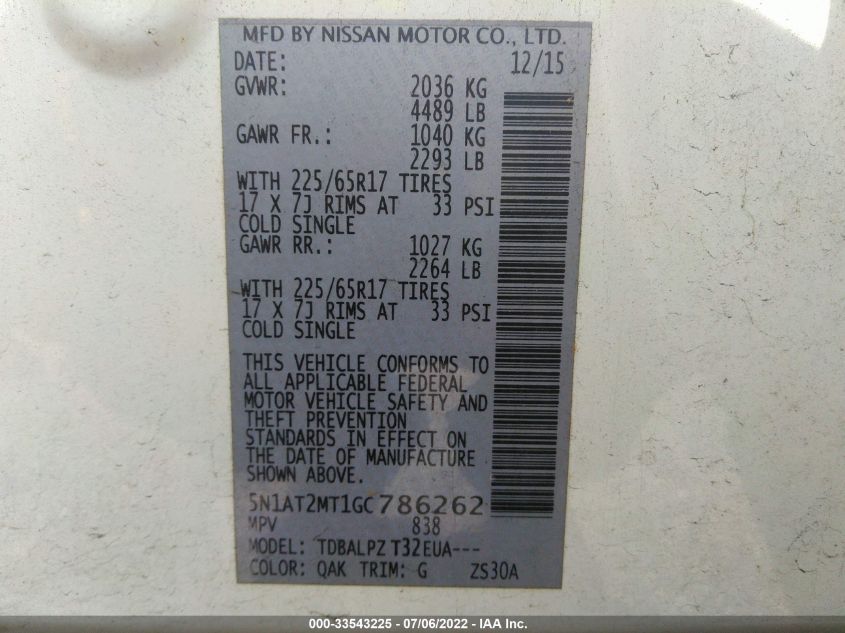 MFD BY NISSAN MOTOR CO., LTD.
DATE: 12/15
GVWR: 2036 KG
4489 LB
GAWR FR.: 1040 KG
2293 LB
WITH 225/65R17 TIRES
17 X 7J RIMS AT 33 PSI
COLD SINGLE
GAWR RR.: 1027 KG
2264 LB
WITH 225/65R17 TIRES
17 X 7J RIMS AT 33 PSI
COLD SINGLE
THIS VEHICLE CONFORMS TO
ALL APPLICABLE FEDERAL
MOTOR VEHICLE SAFETY AND
THEFT PREVENTION
STANDARDS IN EFFECT ON
THE DATE OF MANUFACTURE
SHOWN ABOVE.
5N1AT2MT1GC786262
MPV 838
MODEL: TDBALPZ T32EUA---
COLOR: QAK TRIM: G ZS30A
000-33543225 - 07/06/2022 - IAA Inc.